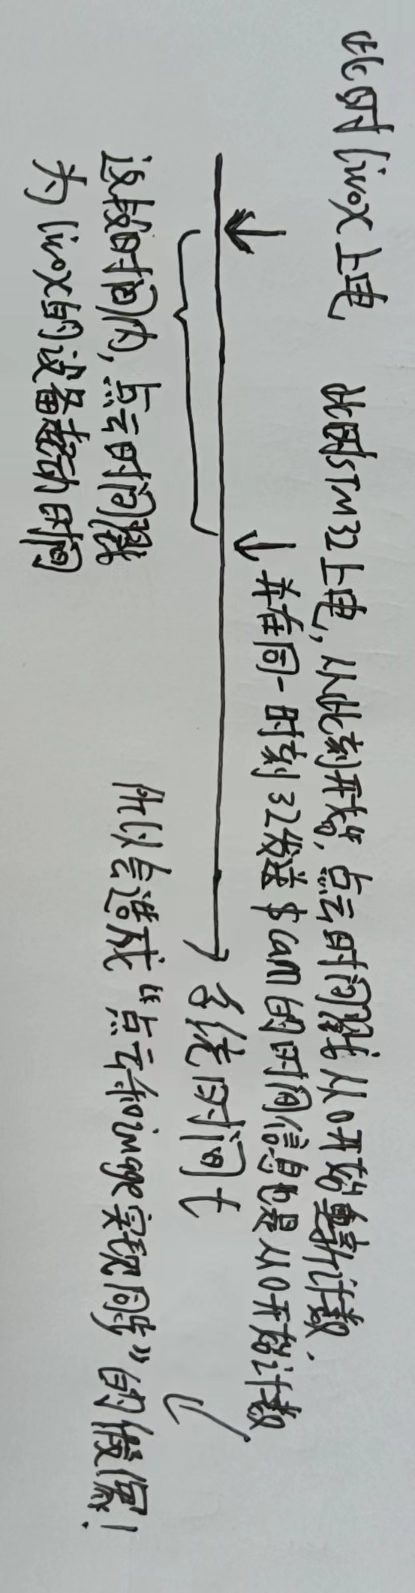 此时livox上电
此时STM32上电,从此刻开始,点云时间戳从0开始重新计数,
并在同一时刻32发送$cam的时间信息也是从0开始计数.
系统时间t
这段时间内,点云时间戳
为livox的设备起动时间
所以会造成“点云和image实现同步”的假像!